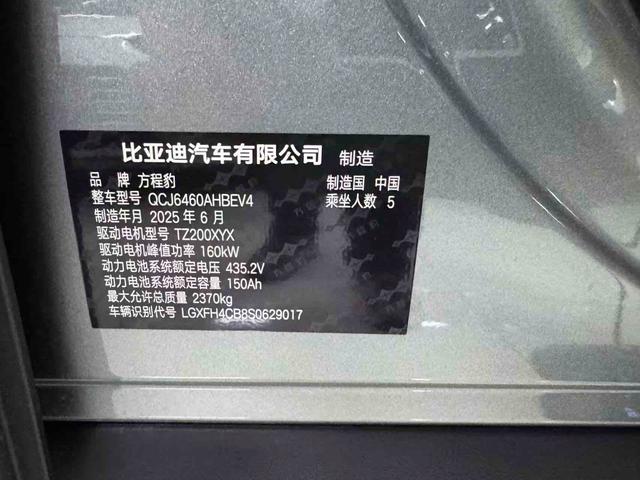 比亚迪汽车有限公司 制造
品 牌 方程豹 制造国 中国
整车型号 QCJ6460AHBEV4 乘坐人数 5
制造年月 2025 年 6 月
驱动电机型号 TZ200XYX
驱动电机峰值功率 160kW
动力电池系统额定电压 435.2V
动力电池系统额定容量 150Ah
最大允许总质量 2370kg
车辆识别代号 LGXFH4CB8S0629017